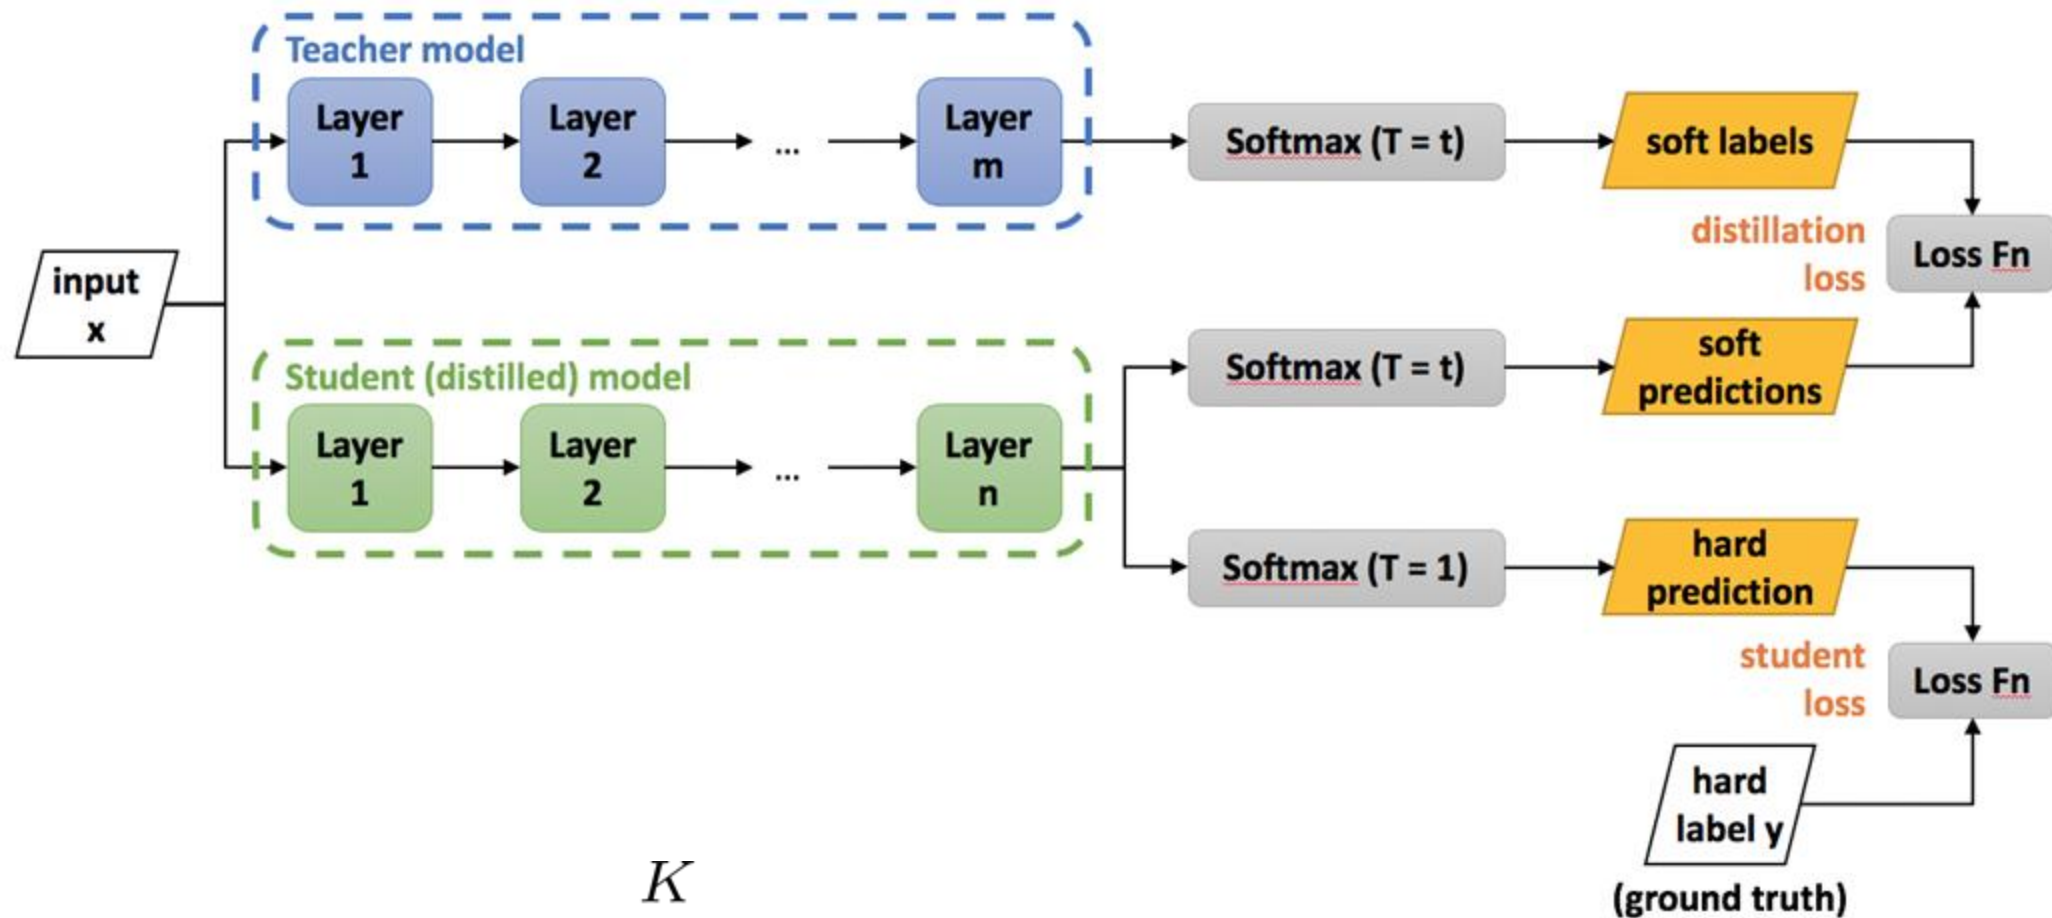 Teacher model
Layer
1
Layer
2
...
Layer
m
Softmax (T = t)
soft labels
distillation
loss
Loss Fn
input
x
Student (distilled) model
Layer
1
Layer
2
...
Layer
n
Softmax (T = t)
soft
predictions
Softmax (T = 1)
hard
prediction
student
loss
Loss Fn
hard
label y
(ground truth)
K